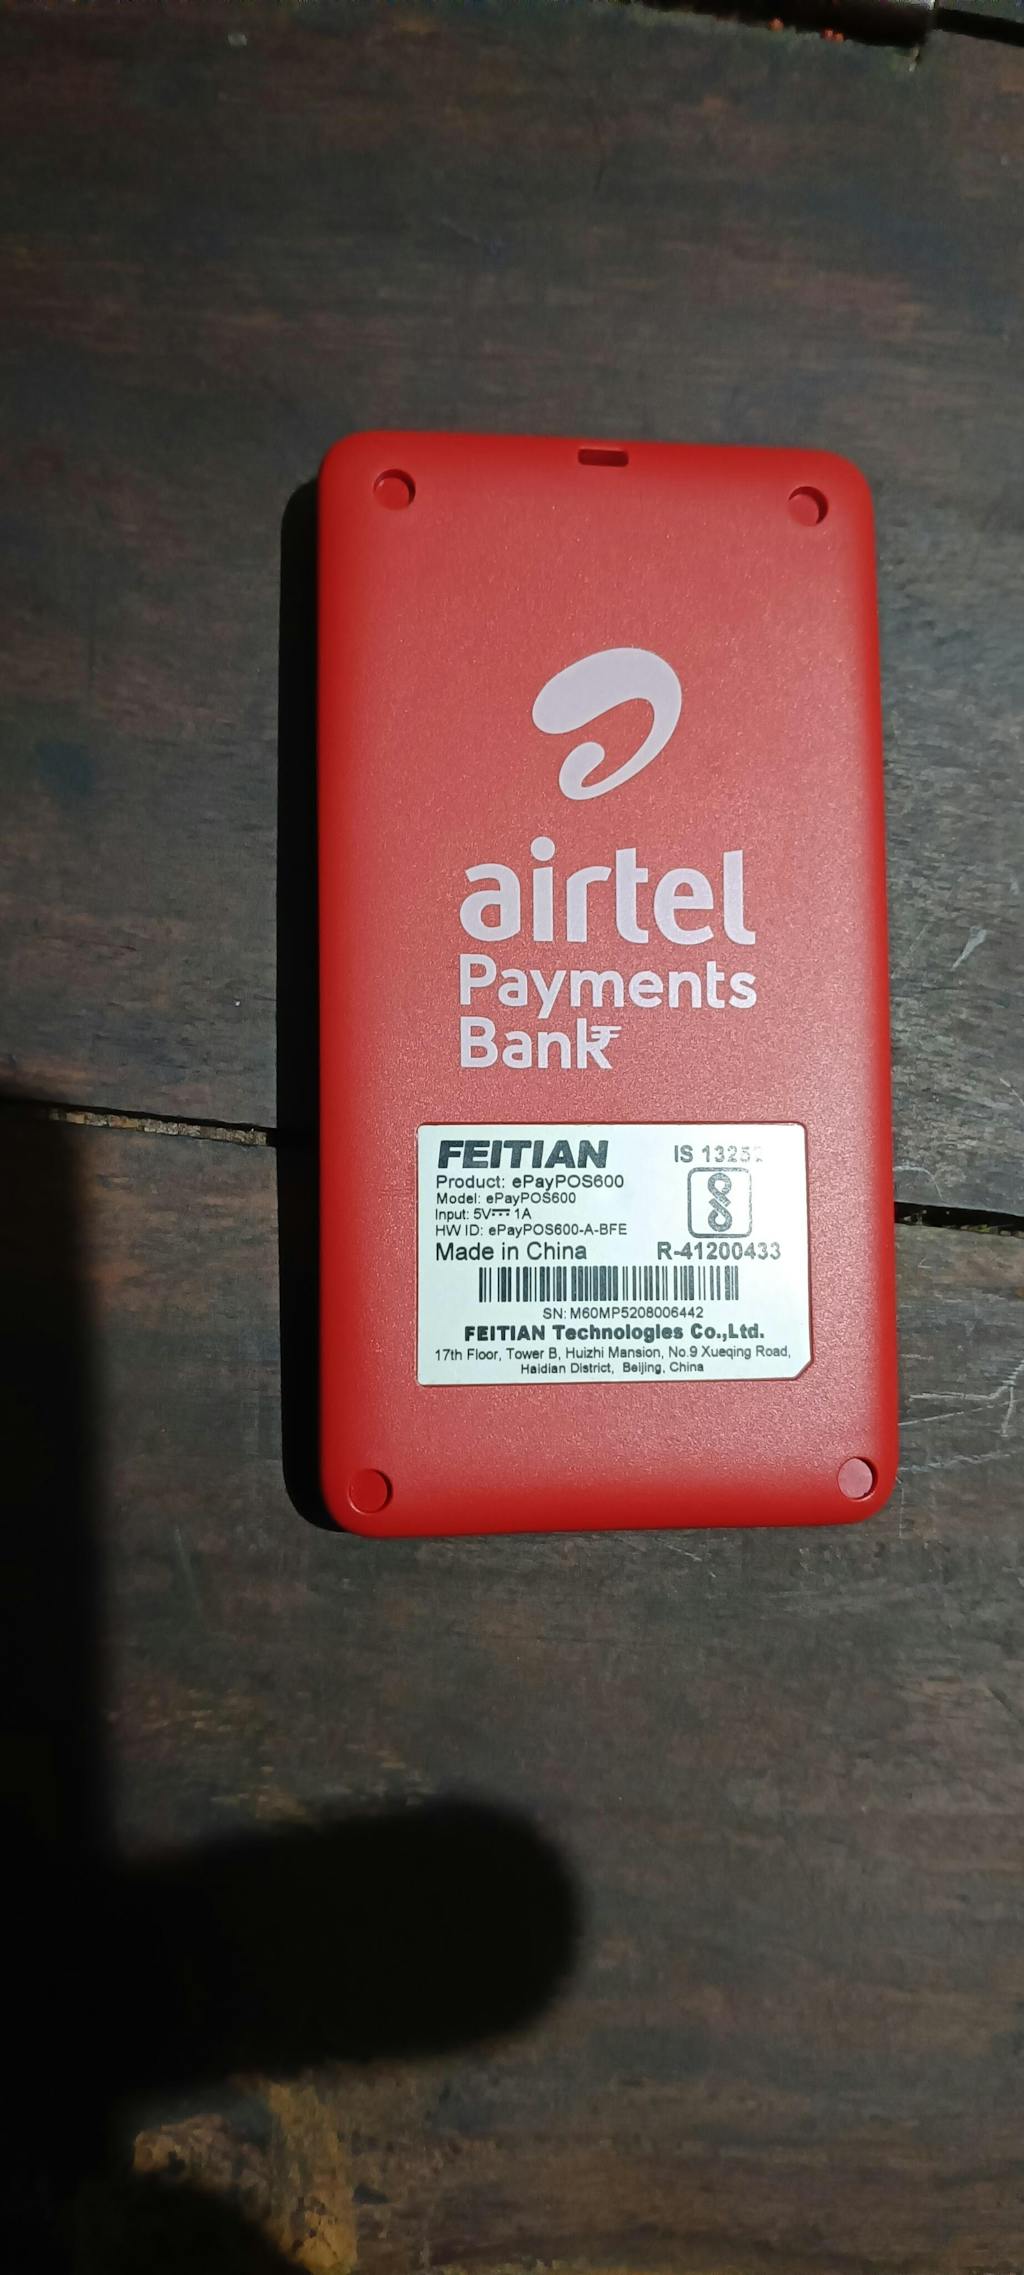 airtel
Payments
Bank₹
FEITIAN
IS 13252
Product: ePayPOS600
Model: ePayPOS600
Input: 5V⎓1A
HW ID: ePayPOS600-A-BFE
Made in China
R-41200433
SN: M60MP5208006442
FEITIAN Technologies Co.,Ltd.
17th Floor, Tower B, Huizhi Mansion, No.9 Xueqing Road,
Haidian District, Beijing, China